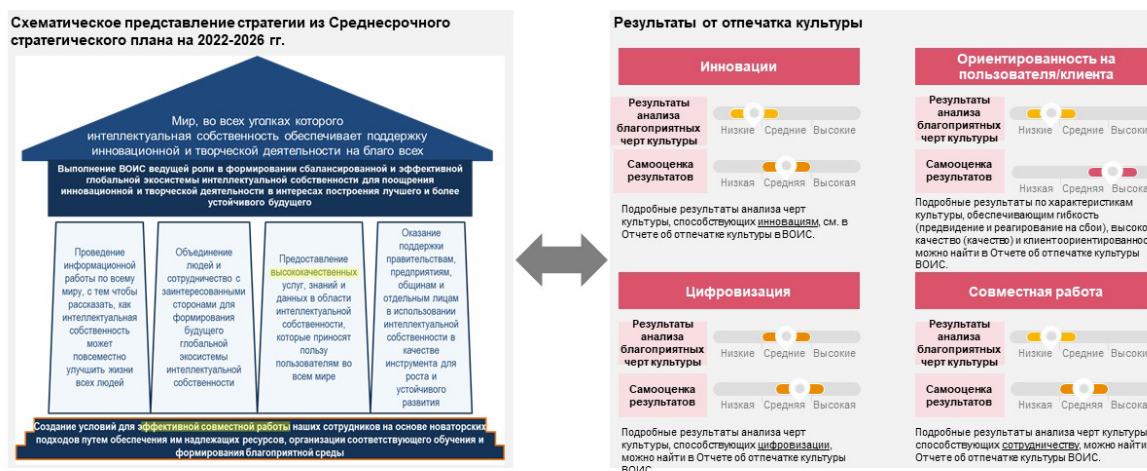 Схематическое представление стратегии из Среднесрочного
стратегического плана на 2022-2026 гг.
Мир, во всех уголках которого
интеллектуальная собственность обеспечивает поддержку
инновационной и творческой деятельности на благо всех
Выполнение ВОИС ведущей роли в формировании сбалансированной и эффективной
глобальной экосистемы интеллектуальной собственности для поощрения
инновационной и творческой деятельности в интересах построения лучшего и более
устойчивого будущего
Проведение
информационной
работы по всему
миру, с тем чтобы
рассказать, как
интеллектуальная
собственность
может
повсеместно
улучшить жизни
всех людей
Объединение
людей и
сотрудничество с
заинтересованными
сторонами для
формирования
будущего
глобальной
экосистемы
интеллектуальной
собственности
Предоставление
высококачественных
услуг, знаний и
данных в области
интеллектуальной
собственности,
которые приносят
пользу
пользователям во
всем мире
Оказание
поддержки
правительствам,
предприятиям,
общинам и
отдельным лицам
в использовании
интеллектуальной
собственности в
качестве
инструмента для
роста и
устойчивого
развития
Создание условий для эффективной совместной работы наших сотрудников на основе новаторских
подходов путем обеспечения им надлежащих ресурсов, организации соответствующего обучения и
формирования благоприятной среды
Результаты от отпечатка культуры
Инновации
Результаты
анализа
благоприятных
черт культуры
Низкие Средние Высокие
Самооценка
результатов
Низкая Средняя Высокая
Подробные результаты анализа черт
культуры, способствующих инновациям, см. в
Отчете об отпечатке культуры в ВОИС.
Ориентированность на
пользователя/клиента
Результаты
анализа
благоприятных
черт культуры
Низкие Средние Высокие
Самооценка
результатов
Низкая Средняя Высока
Подробные результаты по характеристикам
культуры, обеспечивающим гибкость
(предвидение и реагирование на сбои), высоко
качество (качество) и клиентоориентированнос
можно найти в Отчете об отпечатке культуры
ВОИС.
Цифровизация
Результаты
анализа
благоприятных
черт культуры
Низкие Средние Высокие
Самооценка
результатов
Низкая Средняя Высокая
Подробные результаты анализа черт
культуры, способствующих цифровизации,
можно найти в Отчете об отпечатке культуры
ВОИС
Совместная работа
Результаты
анализа
благоприятных
черт культуры
Низкие Средние Высокие
Самооценка
результатов
Низкая Средняя Высока
Подробные результаты анализа черт культуры
способствующих сотрудничеству, можно найти
Отчете об отпечатке культуры ВОИС.